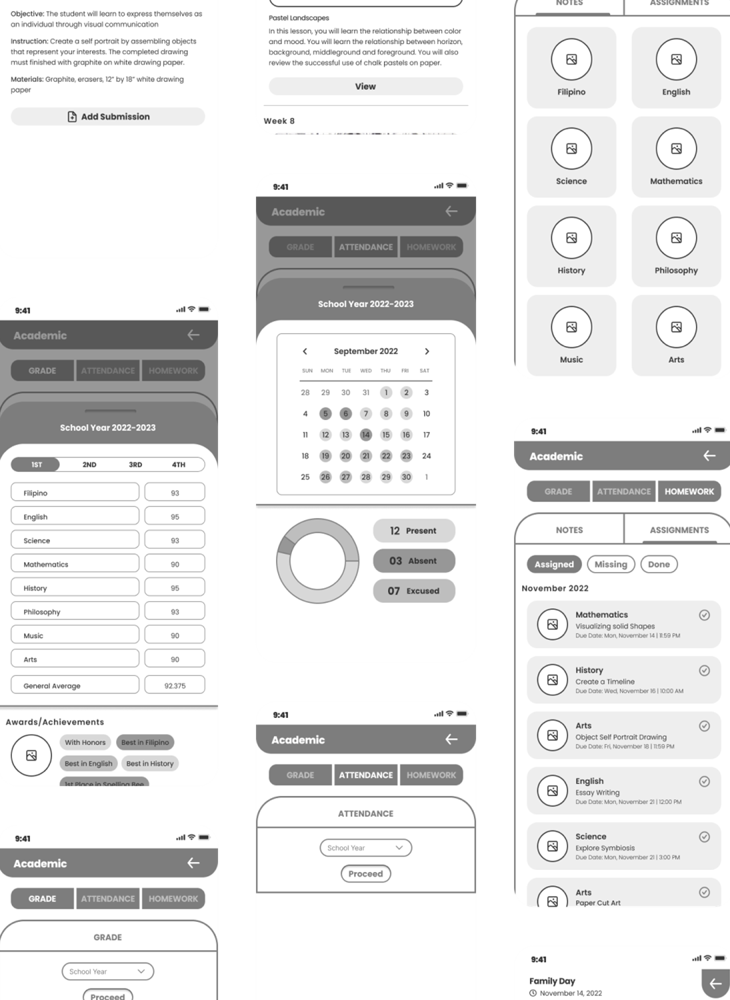 Objective: The student will learn to express themselves as
an individual through visual communication
Instruction: Create a self portrait by assembling objects
that represent your interests. The completed drawing
must finished with graphite on white drawing paper.
Materials: Graphite, erasers, 12" by 18" white drawing
paper
Add Submission
9:41
Academic
GRADE ATTENDANCE HOMEWORK
School Year 2022-2023
1ST 2ND 3RD 4TH
Filipino 93
English 95
Science 93
Mathematics 90
History 95
Philosophy 93
Music 90
Arts 90
General Average 92.375
Awards/Achievements
With Honors Best in Filipino
Best in English Best in History
1st Place in Spelling Bee
9:41
Academic
GRADE ATTENDANCE HOMEWORK
GRADE
School Year
Proceed
Pastel Landscapes
In this lesson, you will learn the relationship between color
and mood. You will learn the relationship between horizon,
background, middleground and foreground. You will also
review the successful use of chalk pastels on paper.
View
Week 8
9:41
Academic
GRADE ATTENDANCE HOMEWORK
School Year 2022-2023
September 2022
SUN MON TUE WED THU FRI SAT
28 29 30 31 1 2 3
4 5 6 7 8 9 10
11 12 13 14 15 16 17
18 19 20 21 22 23 24
25 26 27 28 29 30 1
12 Present
03 Absent
07 Excused
9:41
Academic
GRADE ATTENDANCE HOMEWORK
ATTENDANCE
School Year
Proceed
NOTES ASSIGNMENTS
Filipino English
Science Mathematics
History Philosophy
Music Arts
9:41
Academic
GRADE ATTENDANCE HOMEWORK
NOTES ASSIGNMENTS
Assigned Missing Done
November 2022
Mathematics
Visualizing solid Shapes
Due Date: Mon, November 14 | 11:59 PM
History
Create a Timeline
Due Date: Wed, November 16 | 10:00 AM
Arts
Object Self Portrait Drawing
Due Date: Fri, November 18 | 11:59 PM
English
Essay Writing
Due Date: Mon, November 21 | 12:00 PM
Science
Explore Symbiosis
Due Date: Mon, November 21 | 3:00 PM
Arts
Paper Cut Art
9:41
Family Day
November 14, 2022